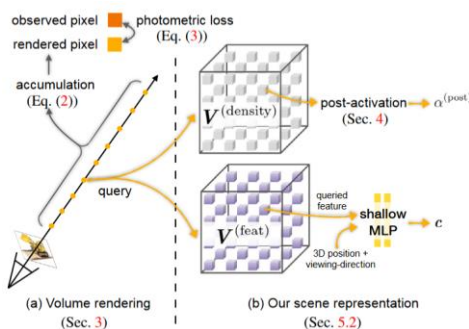 observed pixel
photometric loss
(Eq. (3))
rendered pixel
accumulation
(Eq. (2))
query
V(density)
post-activation
(Sec. 4)
α(post)
V(feat)
queried
feature
shallow
MLP
c
3D position +
viewing-direction
(a) Volume rendering
(Sec. 3)
(b) Our scene representation
(Sec. 5.2)